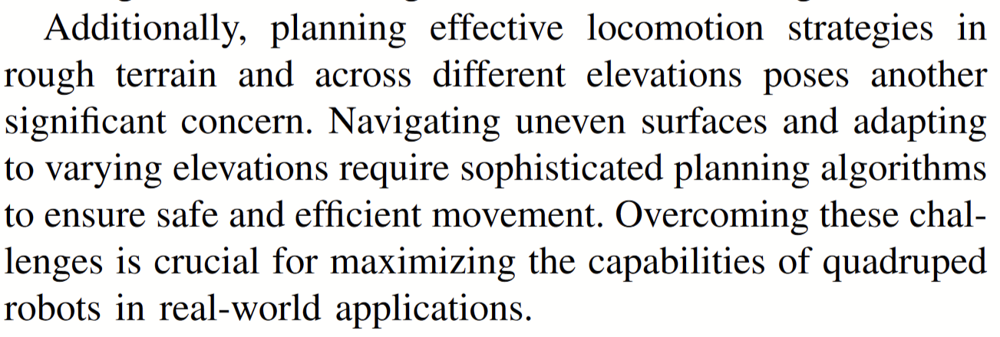 Additionally, planning effective locomotion strategies in
rough terrain and across different elevations poses another
significant concern. Navigating uneven surfaces and adapting
to varying elevations require sophisticated planning algorithms
to ensure safe and efficient movement. Overcoming these chal-
lenges is crucial for maximizing the capabilities of quadruped
robots in real-world applications.